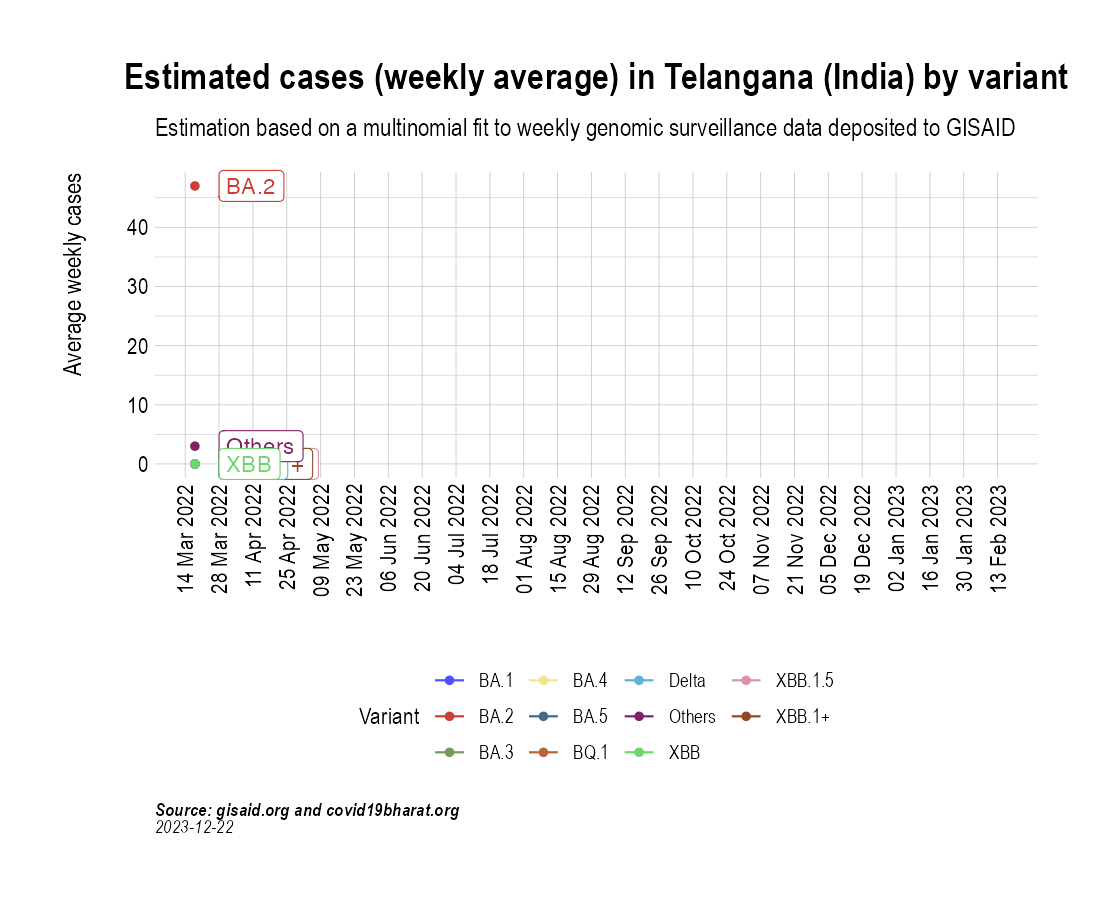 Estimated cases (weekly average) in Telangana (India) by variant
Estimation based on a multinomial fit to weekly genomic surveillance data deposited to GISAID
Average weekly cases
BA.2
40
30
20
10
0
Others
XBB
+
14 Mar 2022
28 Mar 2022
11 Apr 2022
25 Apr 2022
09 May 2022
23 May 2022
06 Jun 2022
20 Jun 2022
04 Jul 2022
18 Jul 2022
01 Aug 2022
15 Aug 2022
29 Aug 2022
12 Sep 2022
26 Sep 2022
10 Oct 2022
24 Oct 2022
07 Nov 2022
21 Nov 2022
05 Dec 2022
19 Dec 2022
02 Jan 2023
16 Jan 2023
30 Jan 2023
13 Feb 2023
Variant
BA.1
BA.2
BA.3
BA.4
BA.5
BQ.1
Delta
Others
XBB
XBB.1.5
XBB.1+
Source: gisaid.org and covid19bharat.org
2023-12-22